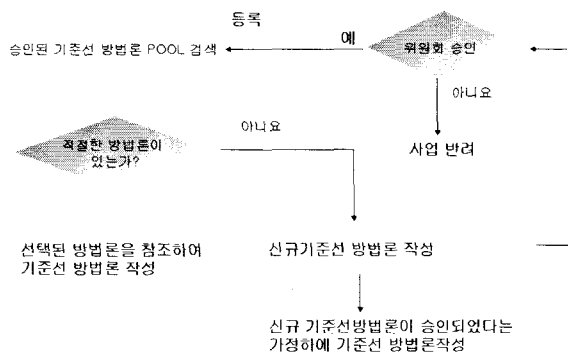 등록
예
위원회 승인
승인된 기준선 방법론 POOL 검색
아니요
직절한 방법론이
있는가?
아니요
사업 반려
선택된 방법론을 참조하여
기준선 방법론 작성
신규기준선 방법론 작성
신규 기준선방법론이 승인되었다는
가정하에 기준선 방법론작성